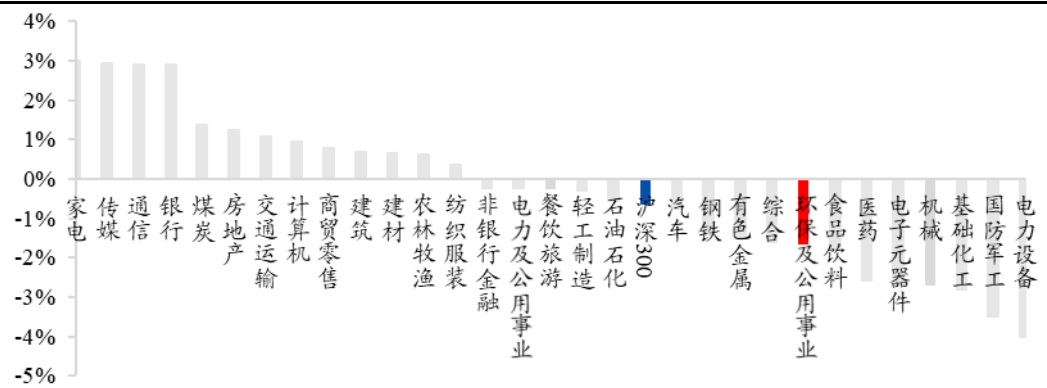 4%
3%
2%
1%
0%
-1%
-2%
-3%
-4%
-5%
家电
传媒
通信
银行
煤炭
房地产
交通运输
计算机
商贸零售
建筑
建材
农林牧渔
纺织服装
非银行金融
电力及公用事业
餐饮旅游
轻工制造
石油石化
沪深300
汽车
钢铁
有色金属
综合
环保及公用事业
食品饮料
医药
电子元器件
机械
基础化工
国防军工
电力设备